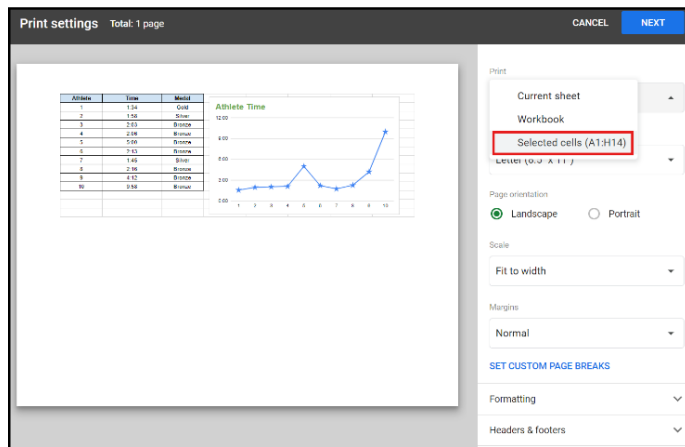 Print settings Total: 1 page CANCEL NEXT
Athlete Time Medal
1 1:34 Gold
2 1:58 Silver
3 2:03 Bronze
4 2:08 Bronze
5 5:00 Bronze
6 2:13 Bronze
7 1:45 Silver
8 2:16 Bronze
9 4:12 Bronze
10 9:58 Bronze
Athlete Time
12:00
9:00
6:00
3:00
0:00
1 2 3 4 5 6 7 8 9 10
Print
Current sheet
Workbook
Selected cells (A1:H14)
Letter (8.5" x 11")
Page orientation
Landscape Portrait
Scale
Fit to width
Margins
Normal
SET CUSTOM PAGE BREAKS
Formatting
Headers & footers